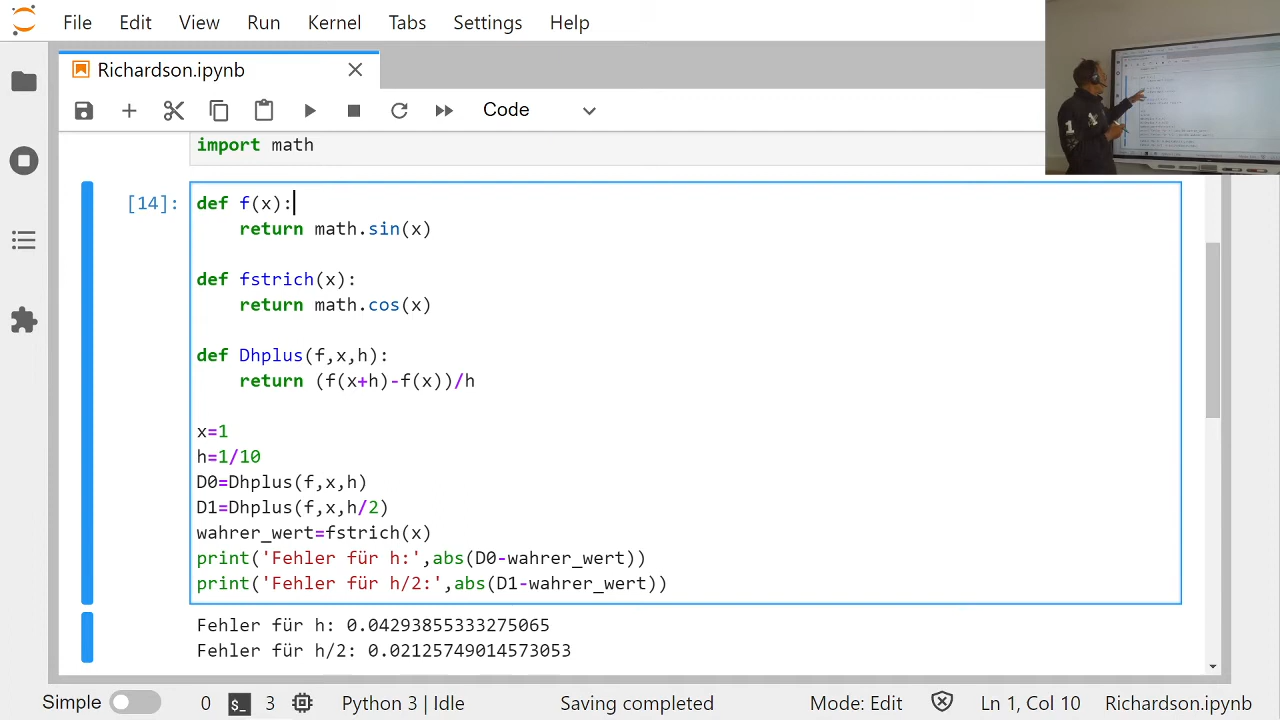 File Edit View Run Kernel Tabs Settings Help
Richardson.ipynb
Code
import math
[14]:
def f(x):
return math.sin(x)
def fstrich(x):
return math.cos(x)
def Dhplus(f,x,h):
return (f(x+h)-f(x))/h
x=1
h=1/10
D0=Dhplus(f,x,h)
D1=Dhplus(f,x,h/2)
wahrer_wert=fstrich(x)
print('Fehler für h:',abs(D0-wahrer_wert))
print('Fehler für h/2:',abs(D1-wahrer_wert))
Fehler für h: 0.04293855333275065
Fehler für h/2: 0.02125749014573053
Simple 0 $_ 3 Python 3 | Idle Saving completed Mode: Edit Ln 1, Col 10 Richardson.ipynb
1 1